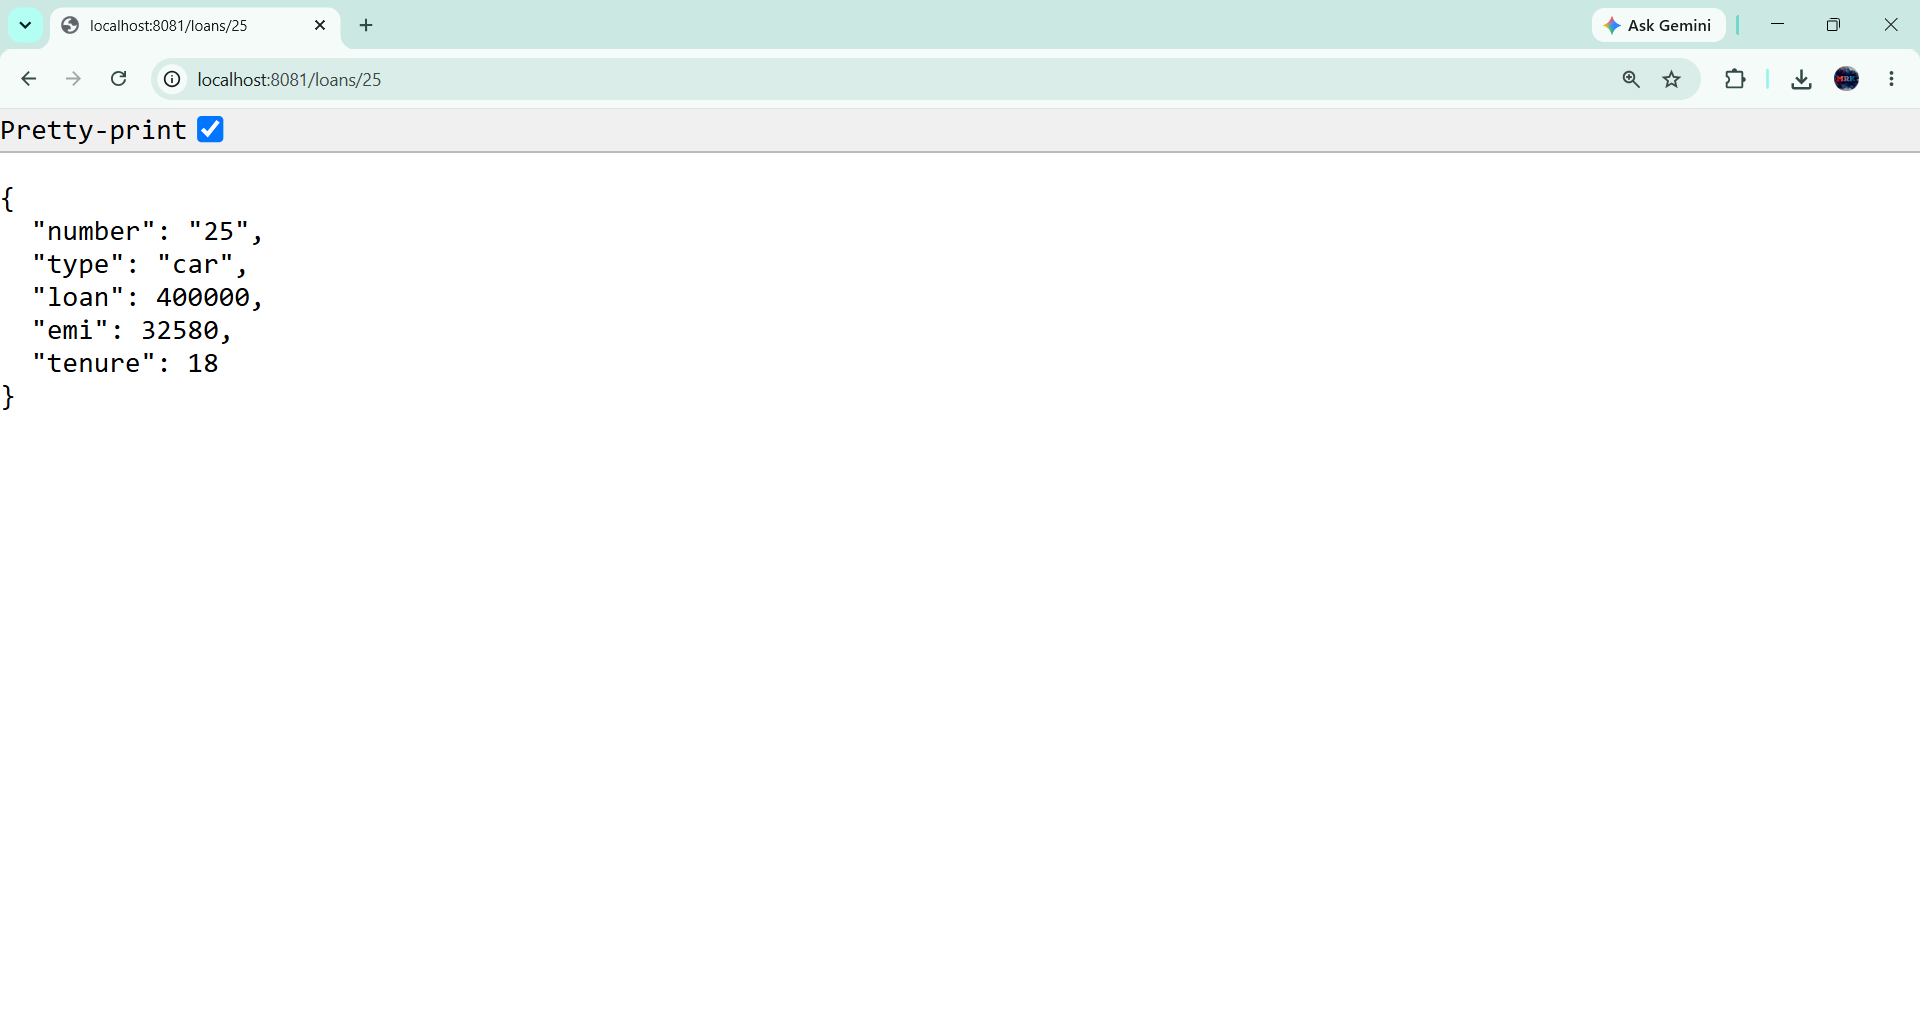 localhost:8081/loans/25
Ask Gemini
localhost:8081/loans/25
Pretty-print
{
  "number": "25",
  "type": "car",
  "loan": 400000,
  "emi": 32580,
  "tenure": 18
}